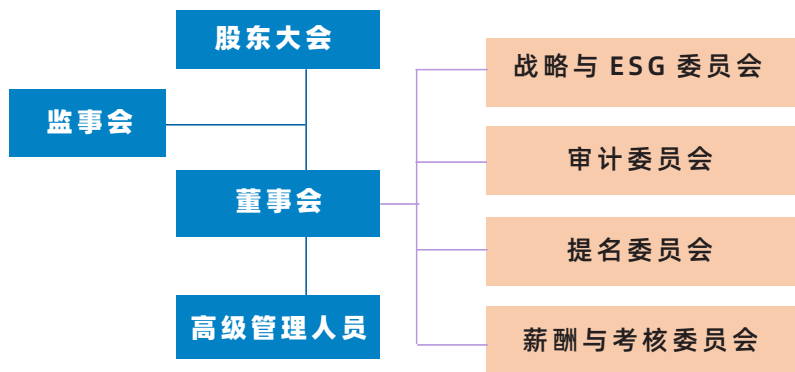 股东大会
监事会
董事会
高级管理人员
战略与 ESG 委员会
审计委员会
提名委员会
薪酬与考核委员会